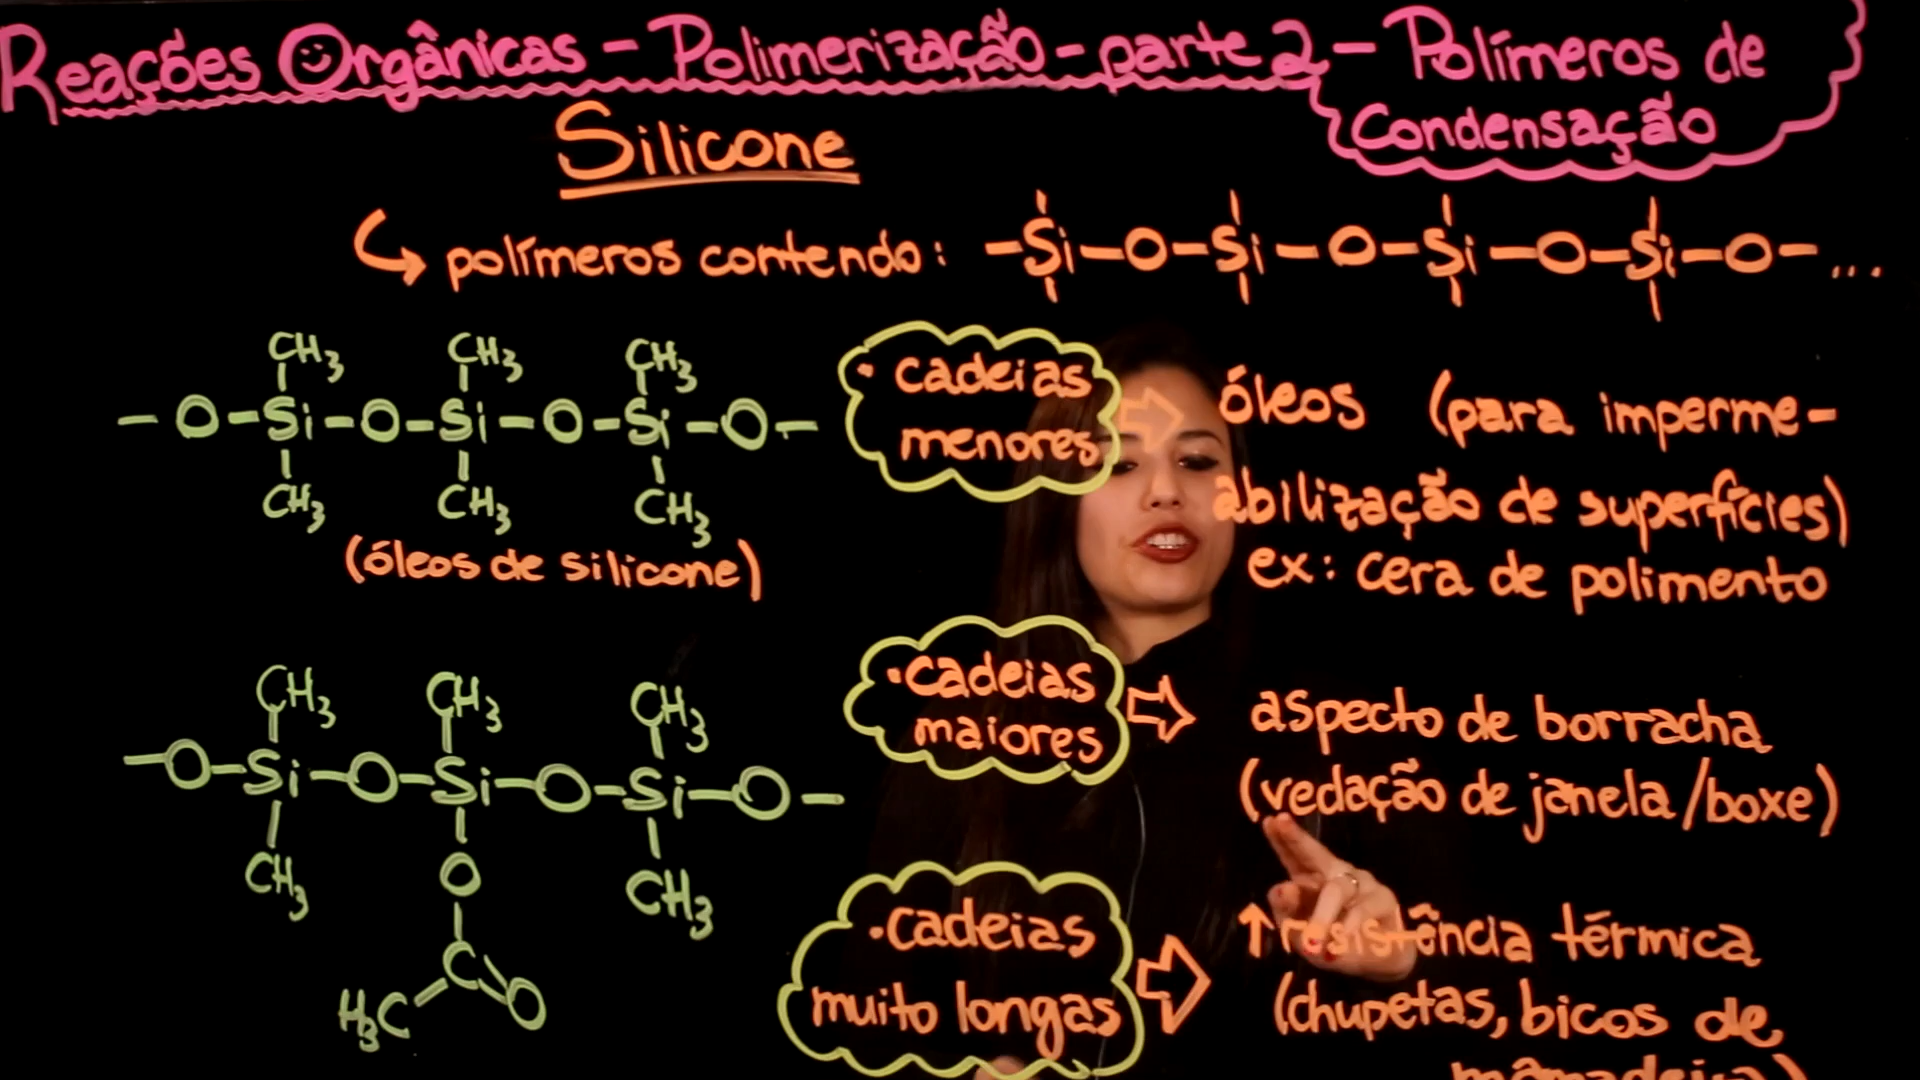 Reações Orgânicas - Polimerização - parte 2 - Polímeros de
Condensação
Silicone
polímeros contendo: -Si-O-Si-O-Si-O-Si-O-...
CH3 CH3 CH3
-O-Si-O-Si-O-Si-O-
CH3 CH3 CH3
(óleos de silicone)
• cadeias
menores
óleos (para imperme-
abilização de superfícies)
ex: cera de polimento
CH3 CH3 CH3
-O-Si-O-Si-O-Si-O-
CH3 O CH3
H3C C O
• cadeias
maiores
aspecto de borracha
(vedação de janela/boxe)
• cadeias
muito longas
↑resistência térmica
(chupetas, bicos de
mamadeira)